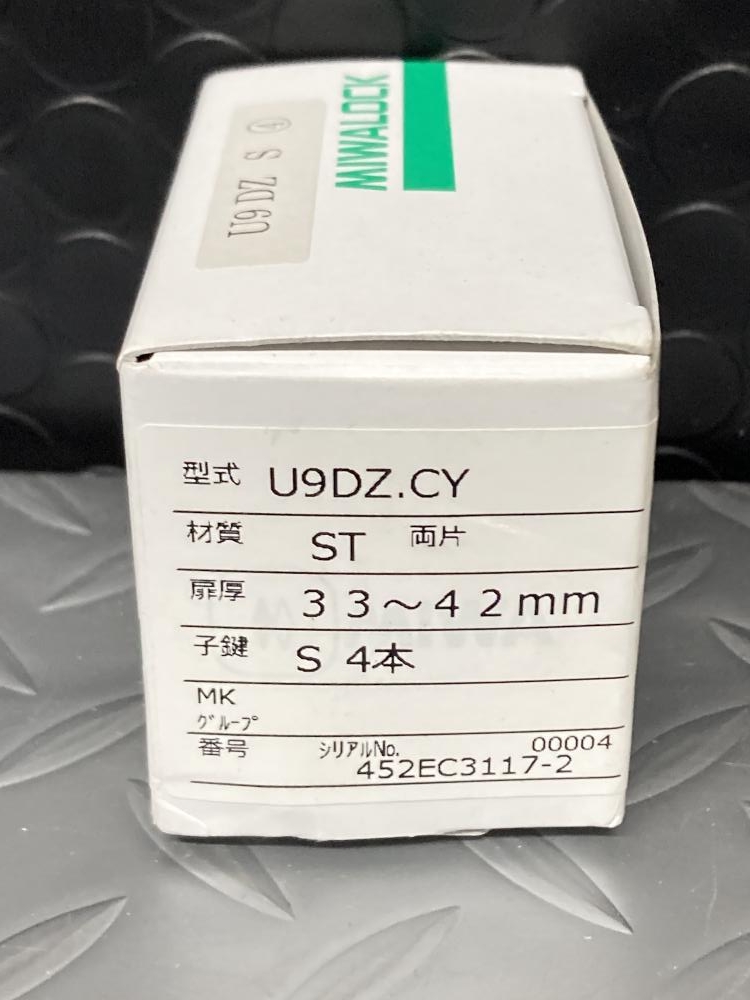 MIWALOCK
U9DZ S ④
型式 U9DZ.CY
材質 ST 両片
扉厚 33～42mm
子鍵 S 4本
MK
グループ
番号 シリアルNo. 00004
452EC3117-2